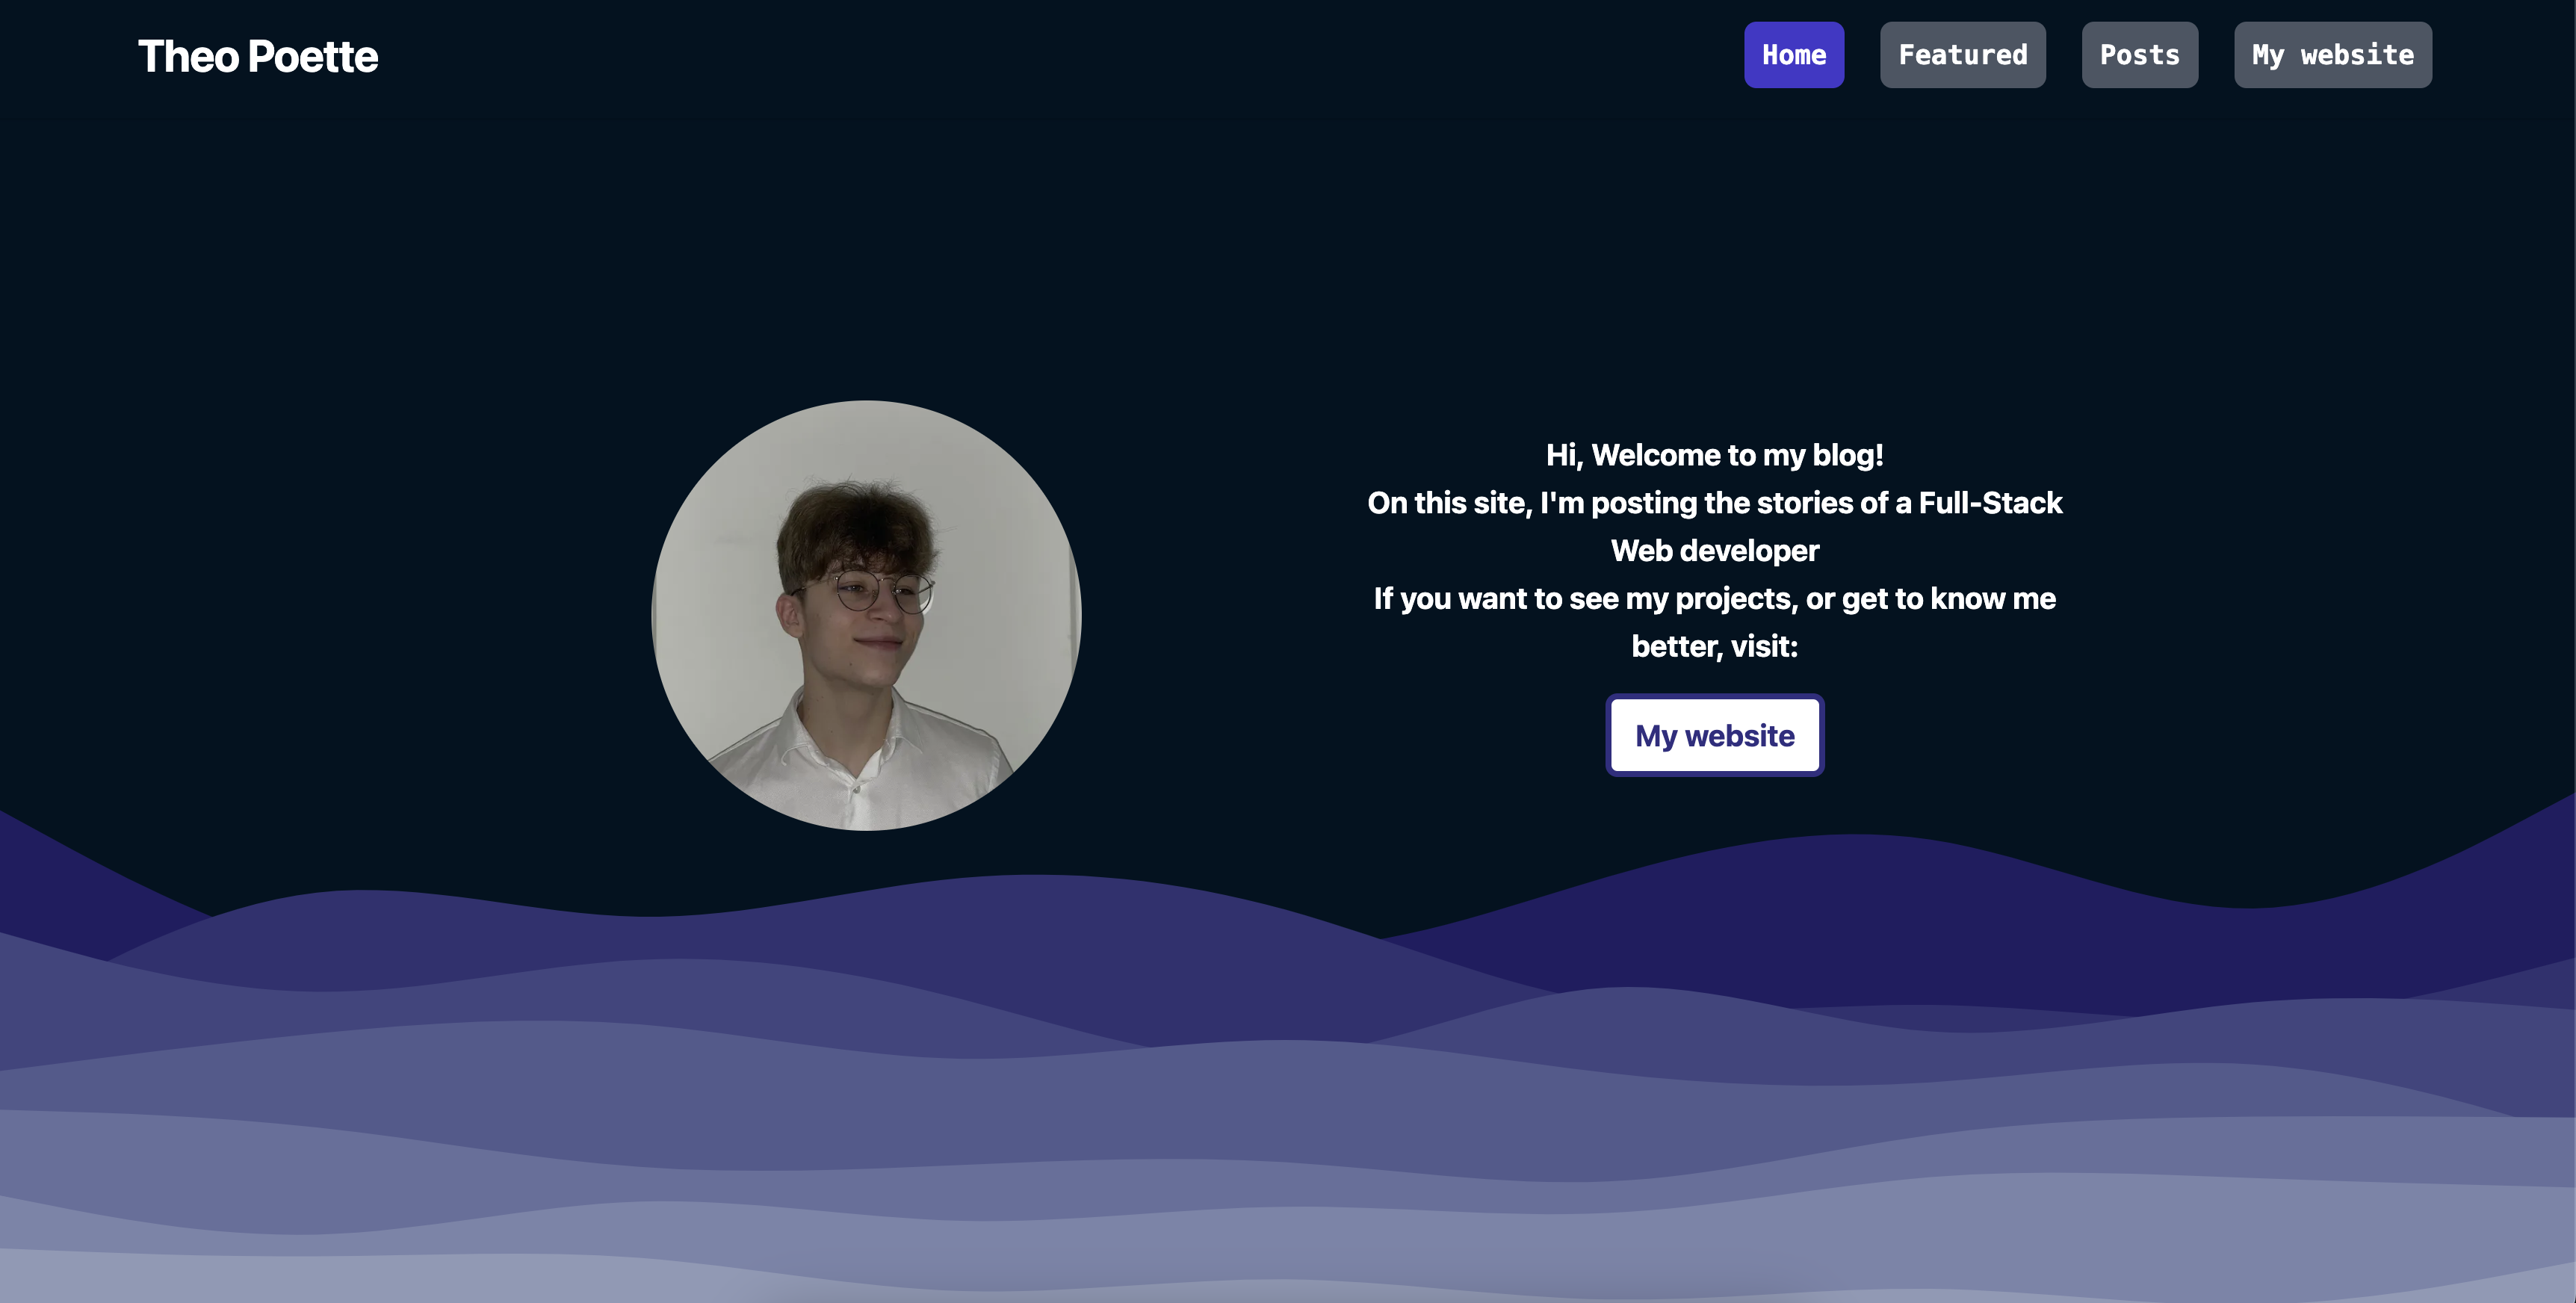 Theo Poette
Home
Featured
Posts
My website
Hi, Welcome to my blog!
On this site, I'm posting the stories of a Full-Stack
Web developer
If you want to see my projects, or get to know me
better, visit:
My website